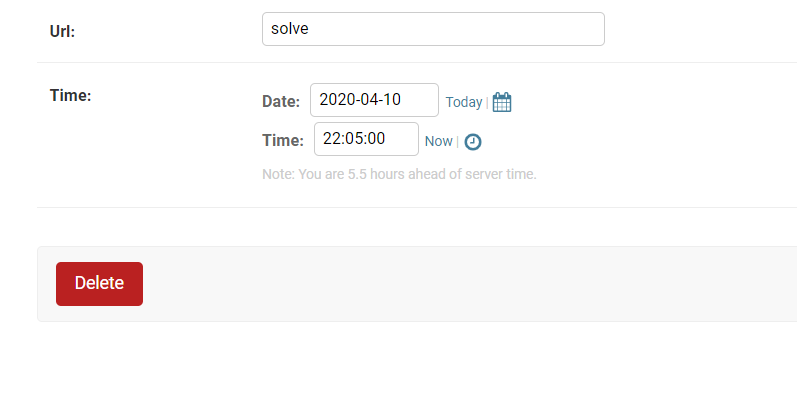 Url: solve
Time: Date: 2020-04-10 Today |
Time: 22:05:00 Now |
Note: You are 5.5 hours ahead of server time.
Delete